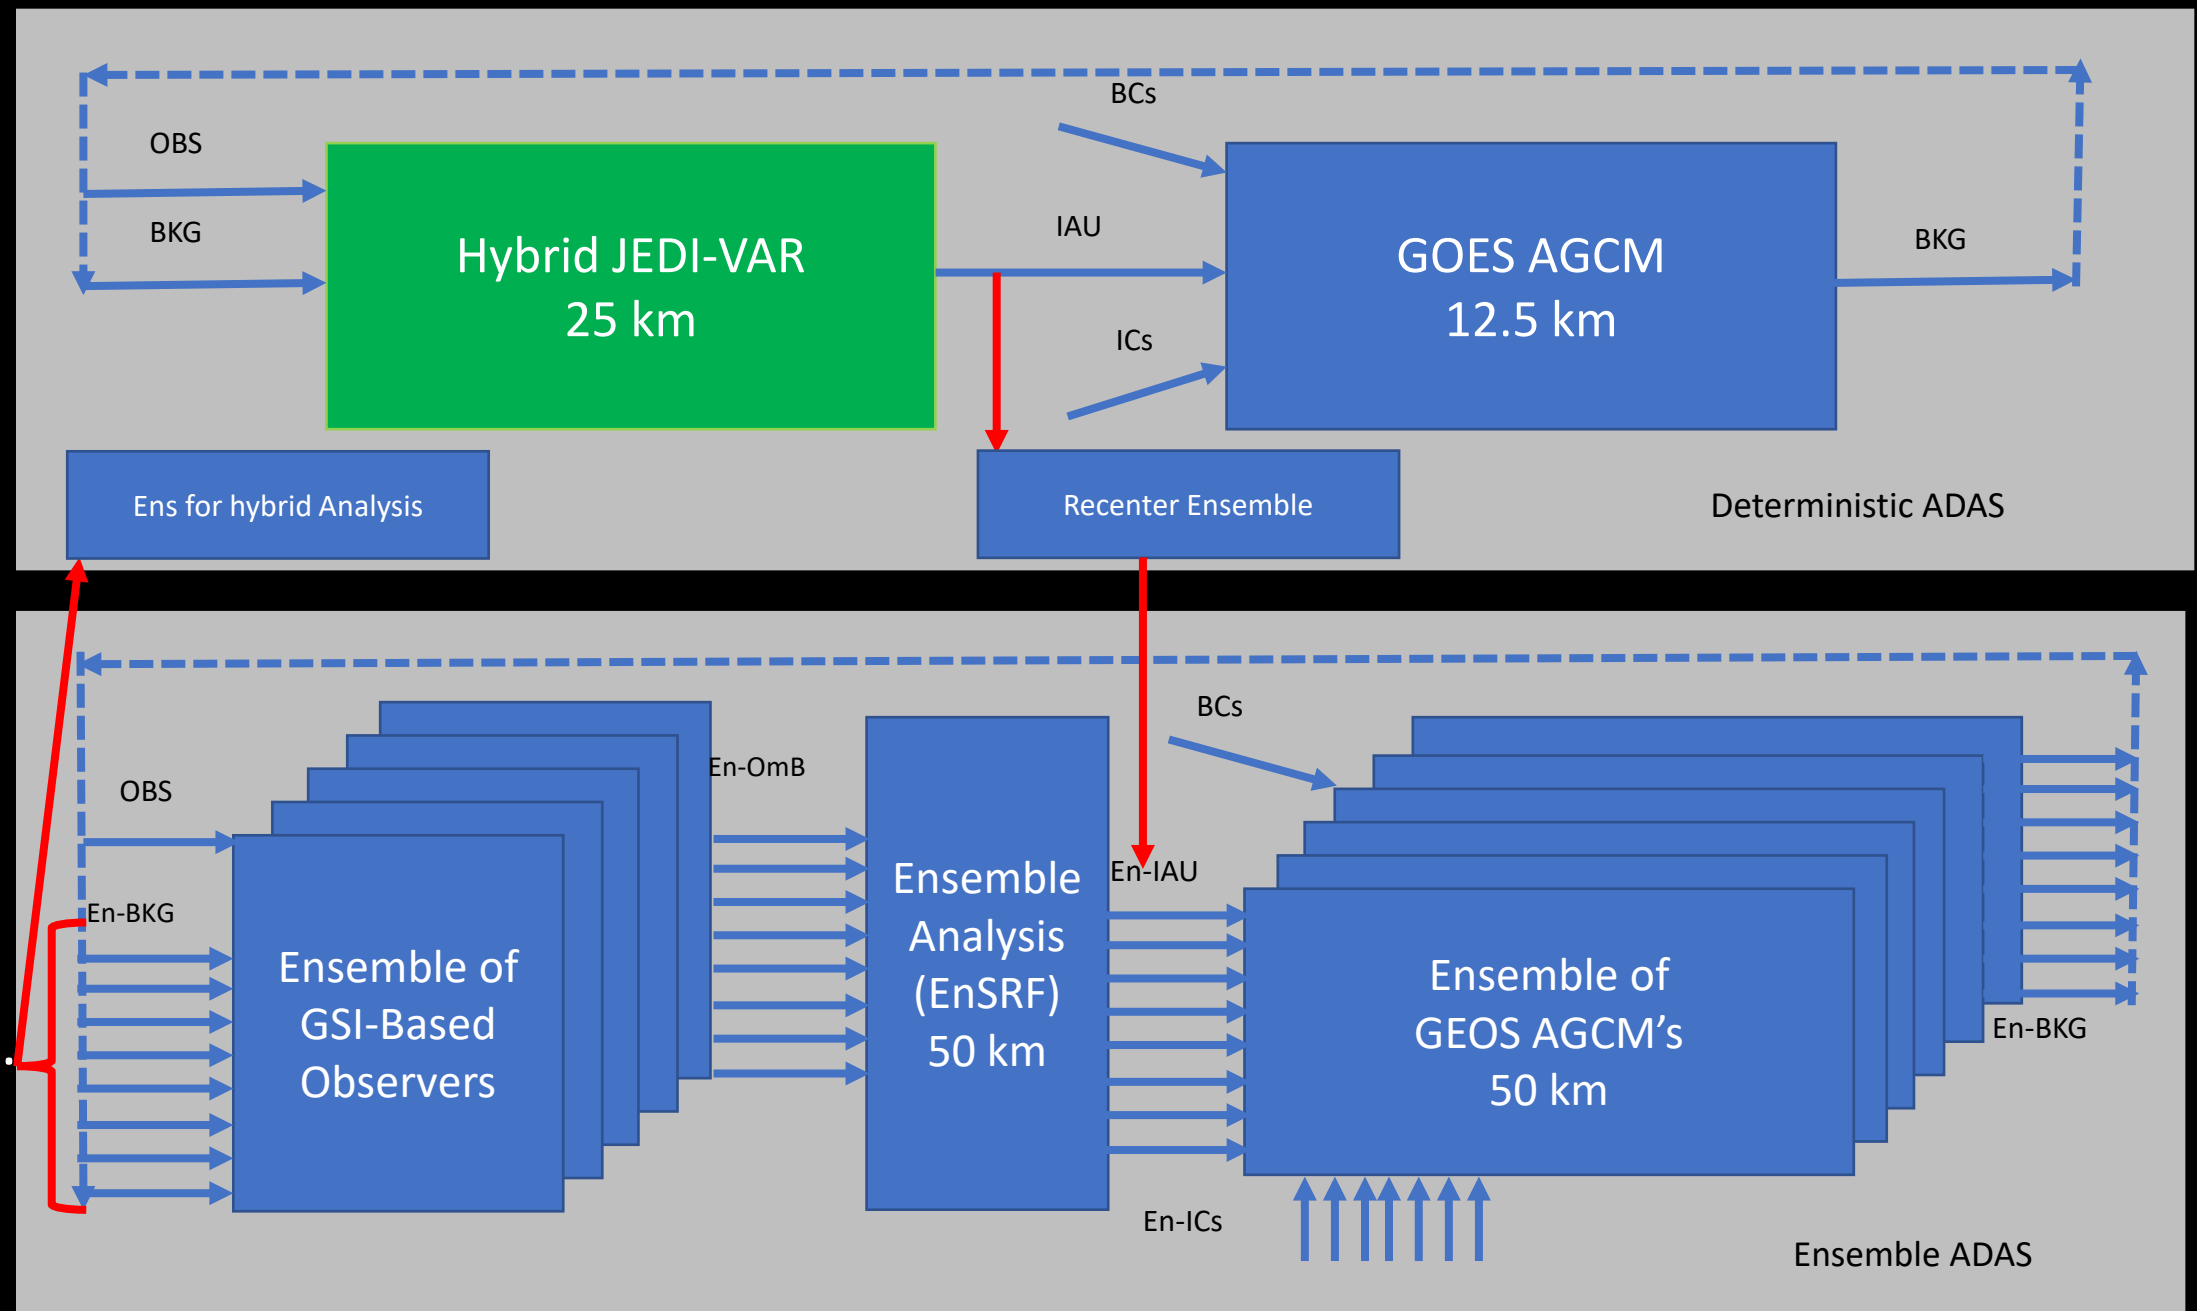 BCs
OBS
BKG
Hybrid JEDI-VAR
25 km
IAU
ICs
GOES AGCM
12.5 km
BKG
Ens for hybrid Analysis
Recenter Ensemble
Deterministic ADAS
BCs
OBS
En-OmB
En-BKG
Ensemble of
GSI-Based
Observers
Ensemble
Analysis
(EnSRF)
50 km
En-IAU
Ensemble of
GEOS AGCM’s
50 km
En-BKG
En-ICs
Ensemble ADAS